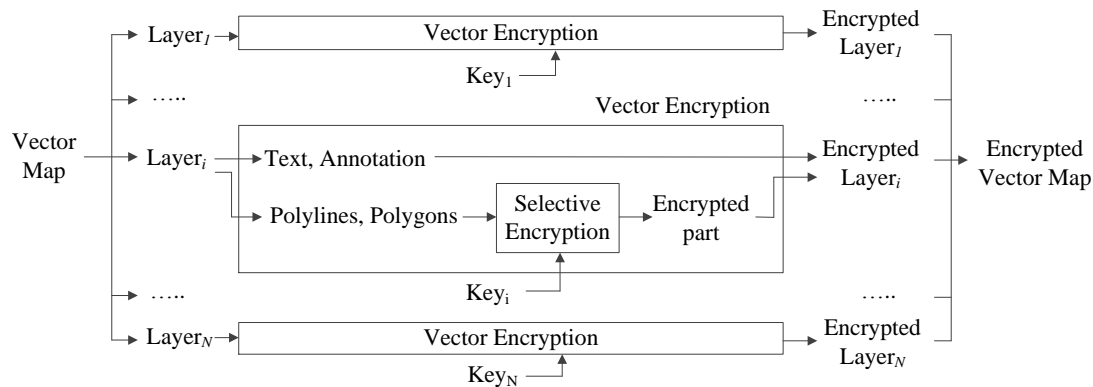 Layer1 Vector Encryption Encrypted Layer1
Key1
….. Vector Encryption …..
Vector Map Layeri Text, Annotation Encrypted Layeri Encrypted Vector Map
Polylines, Polygons Selective Encryption Encrypted part
Keyi
….. …..
LayerN Vector Encryption Encrypted LayerN
KeyN